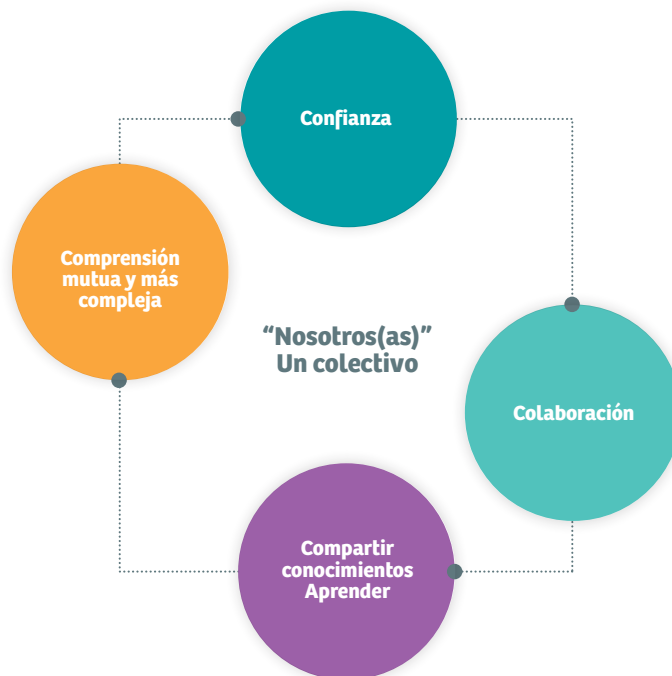 Confianza
Comprensión
mutua y más
compleja
“Nosotros(as)”
Un colectivo
Colaboración
Compartir
conocimientos
Aprender